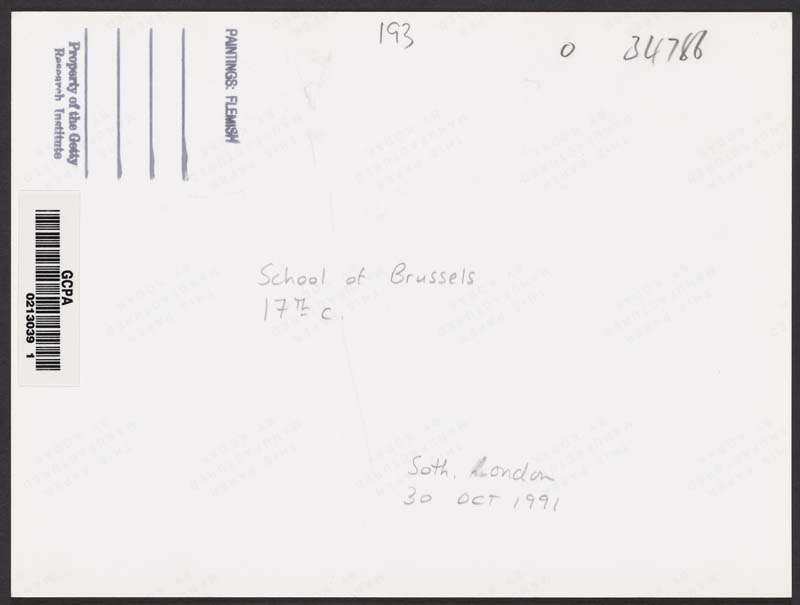 193
0 34788
PAINTINGS: FLEMISH
Property of the Getty
Research Institute
GCPA
0213039 1
School of Brussels
17th c.
Soth. London
30 OCT 1991